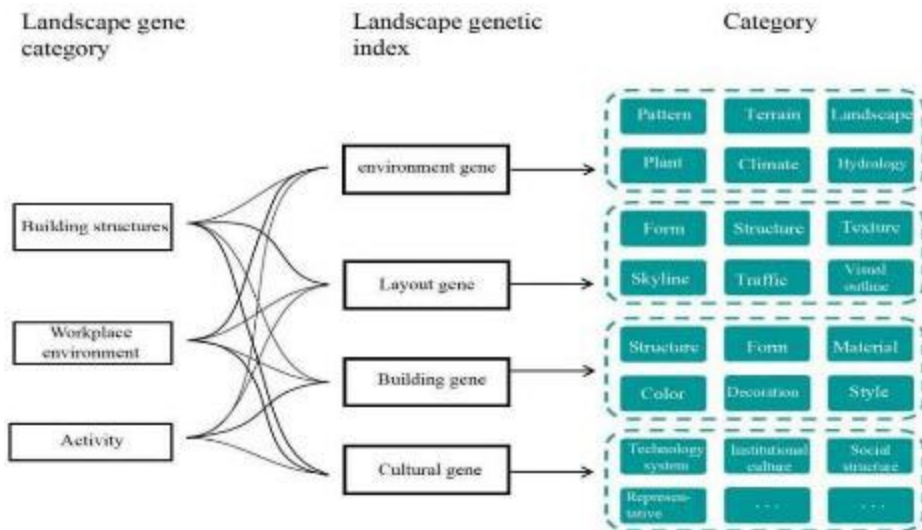 Landscape gene
category
Landscape genetic
index
Category
Building structures
Workplace
environment
Activity
environment gene
Layout gene
Building gene
Cultural gene
Pattern
Terrain
Landscape
Plant
Climate
Hydralogy
Form
Structure
Texture
Skyline
Traffic
Visual
outline
Structure
Form
Material
Color
Decoration
Style
Technology
system
Institutional
culture
Social
structure
Represen-
tative
. . .
. . .